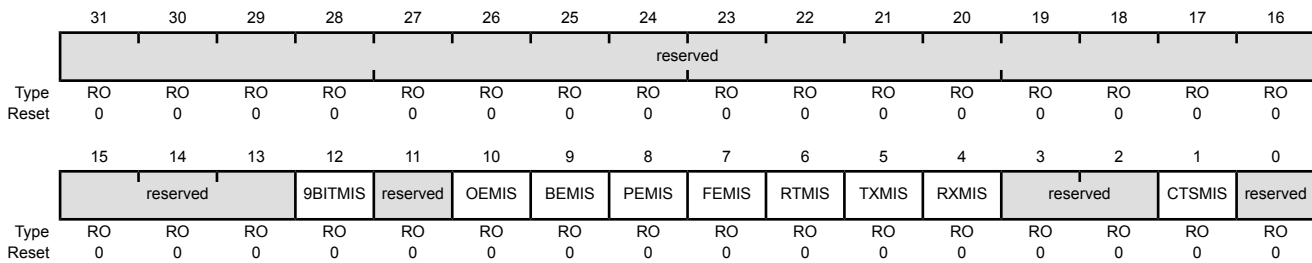 31 30 29 28 27 26 25 24 23 22 21 20 19 18 17 16
reserved
Type RO RO RO RO RO RO RO RO RO RO RO RO RO RO RO RO
Reset 0 0 0 0 0 0 0 0 0 0 0 0 0 0 0 0
15 14 13 12 11 10 9 8 7 6 5 4 3 2 1 0
reserved 9BITMIS reserved OEMIS BEMIS PEMIS FEMIS RTMIS TXMIS RXMIS reserved CTSMIS reserved
Type RO RO RO RO RO RO RO RO RO RO RO RO RO RO RO RO
Reset 0 0 0 0 0 0 0 0 0 0 0 0 0 0 0 0